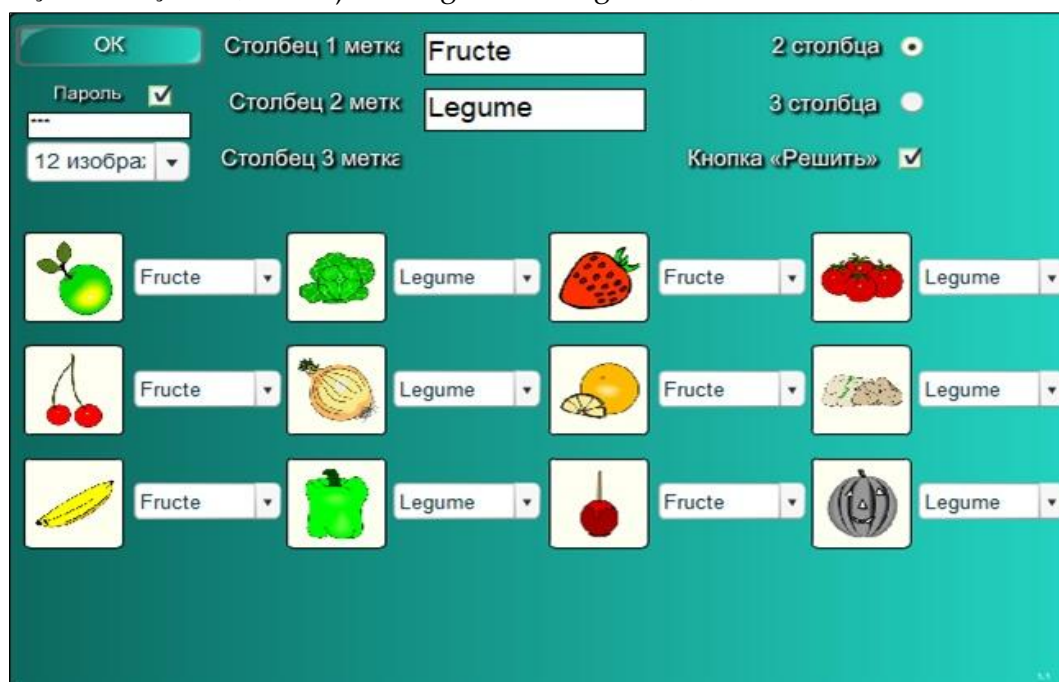 OK
Столбец 1 метка
Fructe
2 столбца
Пароль
Столбец 2 метк
Legume
3 столбца
---
12 изобра:
Столбец 3 метка
Кнопка «Решить»
Fructe
Legume
Fructe
Legume
Fructe
Legume
Fructe
Legume
Fructe
Legume
Fructe
Legume